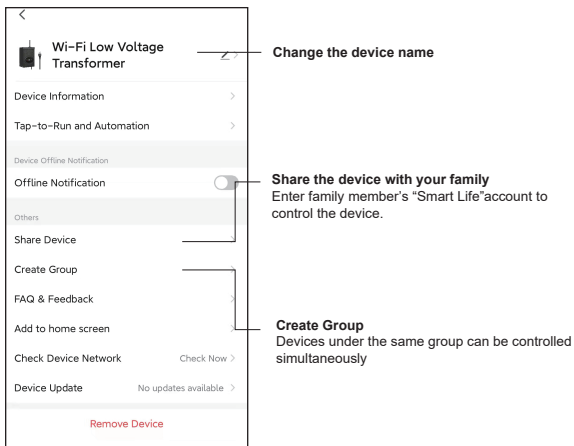 Wi-Fi Low Voltage
Transformer
Change the device name
Device Information
Tap-to-Run and Automation
Device Offline Notification
Offline Notification
Share the device with your family
Enter family member's “Smart Life”account to
control the device.
Others
Share Device
Create Group
FAQ & Feedback
Add to home screen
Create Group
Devices under the same group can be controlled
simultaneously
Check Device Network Check Now
Device Update No updates available
Remove Device